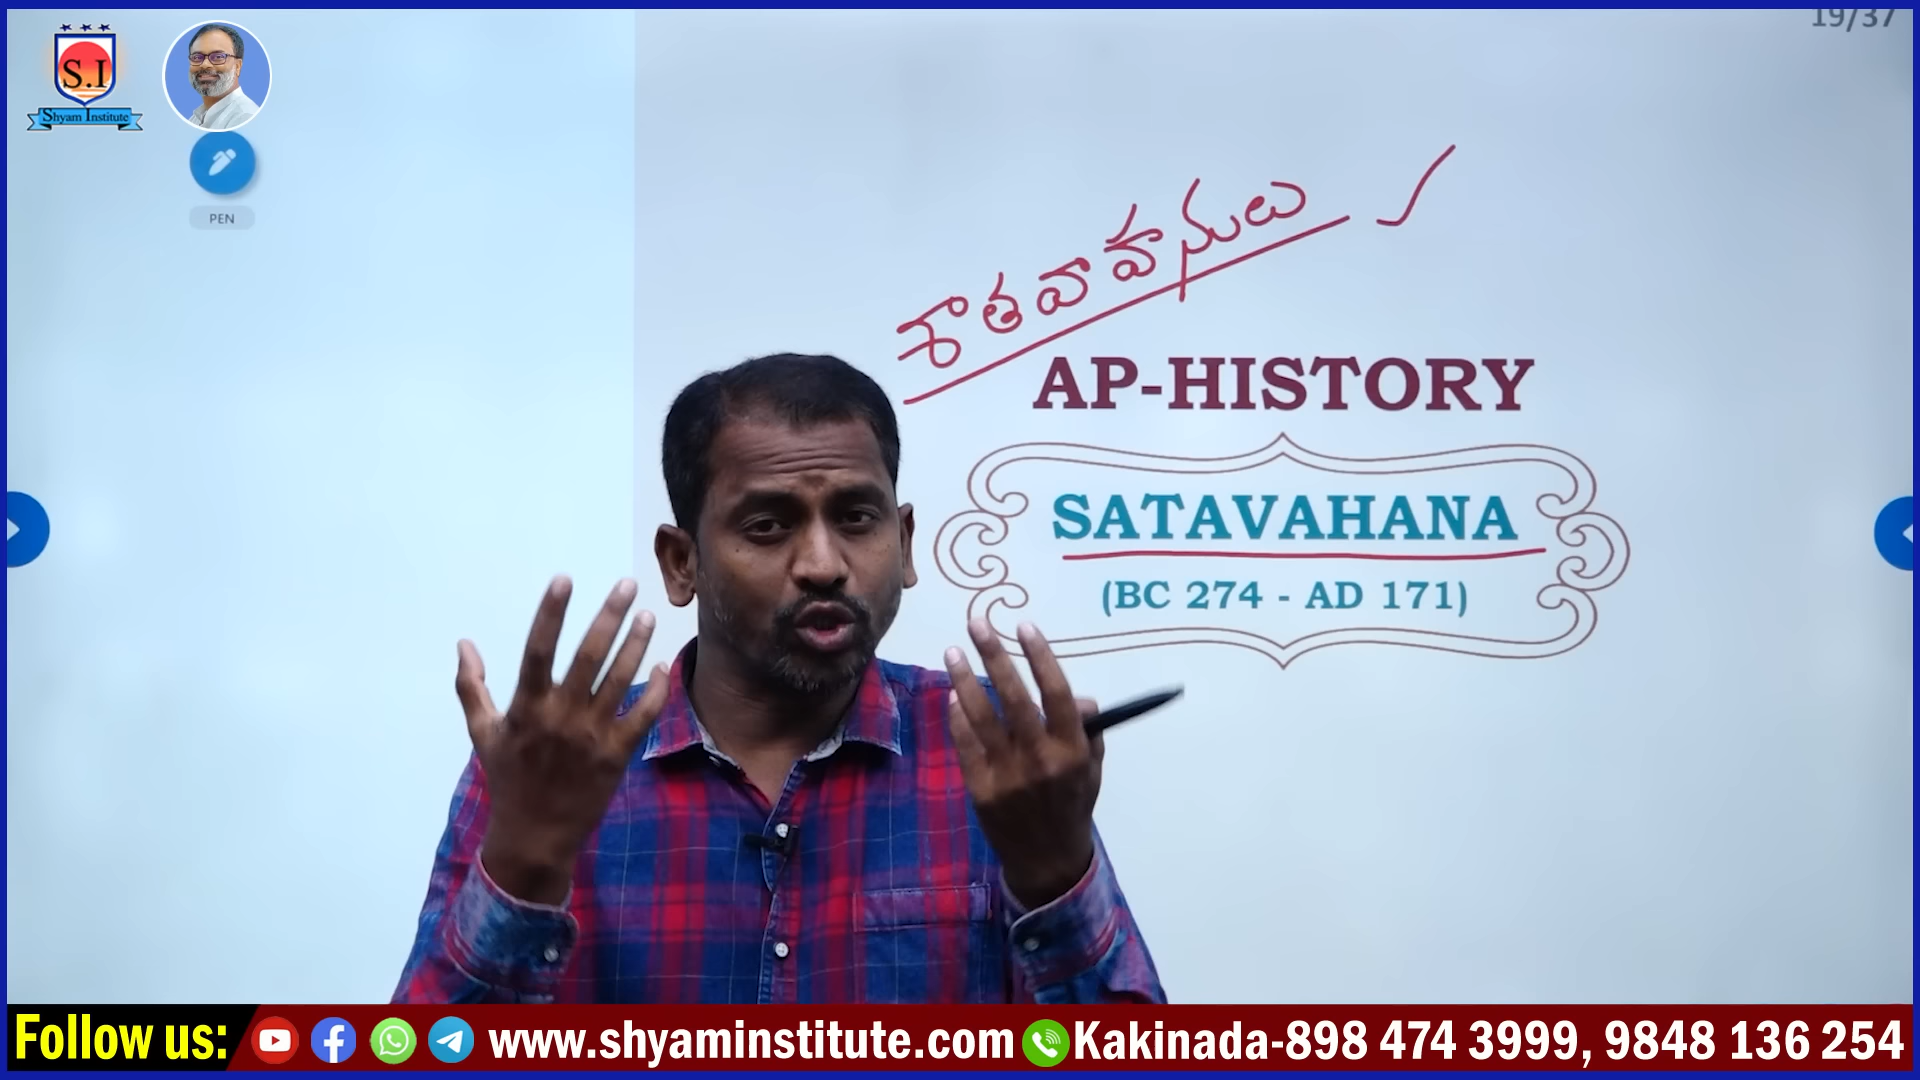 19/37
S.I
Shyam Institute
PEN
శాతవాహనులు
AP-HISTORY
SATAVAHANA
(BC 274 - AD 171)
Follow us: www.shyaminstitute.com Kakinada-898 474 3999, 9848 136 254